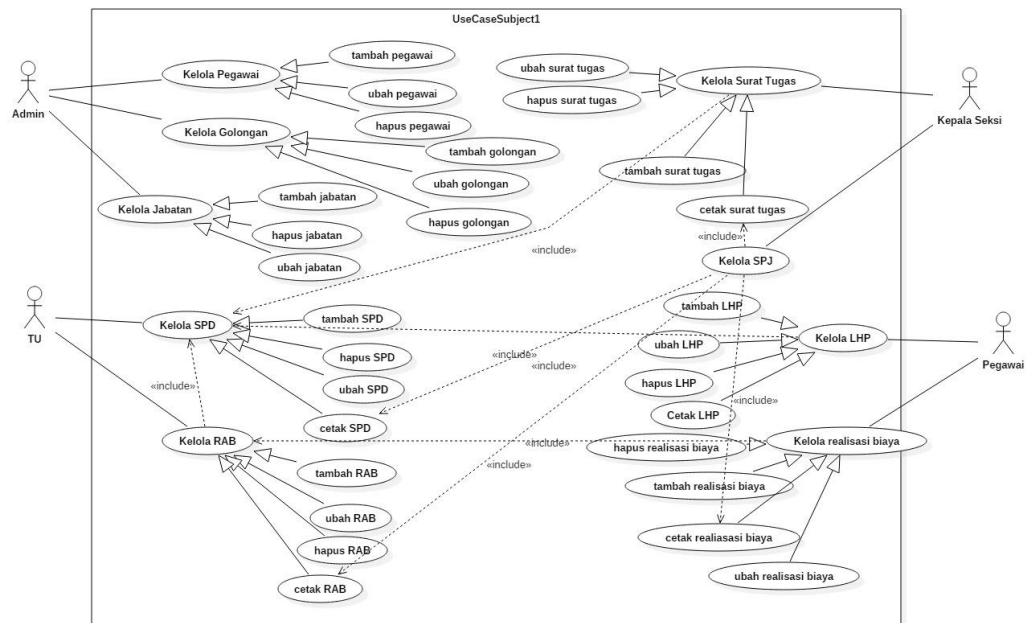 UseCaseSubject1
tambah pegawai
Kelola Pegawai
ubah pegawai
hapus pegawai
Admin
Kelola Golongan
tambah golongan
ubah golongan
hapus golongan
tambah jabatan
Kelola Jabatan
hapus jabatan
ubah jabatan
ubah surat tugas
Kelola Surat Tugas
hapus surat tugas
Kepala Seksi
tambah surat tugas
cetak surat tugas
«include»
«include»
Kelola SPJ
TU
Kelola SPD
tambah SPD
hapus SPD
ubah SPD
cetak SPD
«include»
«include»
«include»
tambah LHP
Kelola LHP
ubah LHP
hapus LHP
Cetak LHP
«include»
Pegawai
Kelola RAB
tambah RAB
ubah RAB
hapus RAB
cetak RAB
«include»
«include»
Kelola realisasi biaya
hapus realisasi biaya
tambah realisasi biaya
cetak realiasasi biaya
ubah realisasi biaya